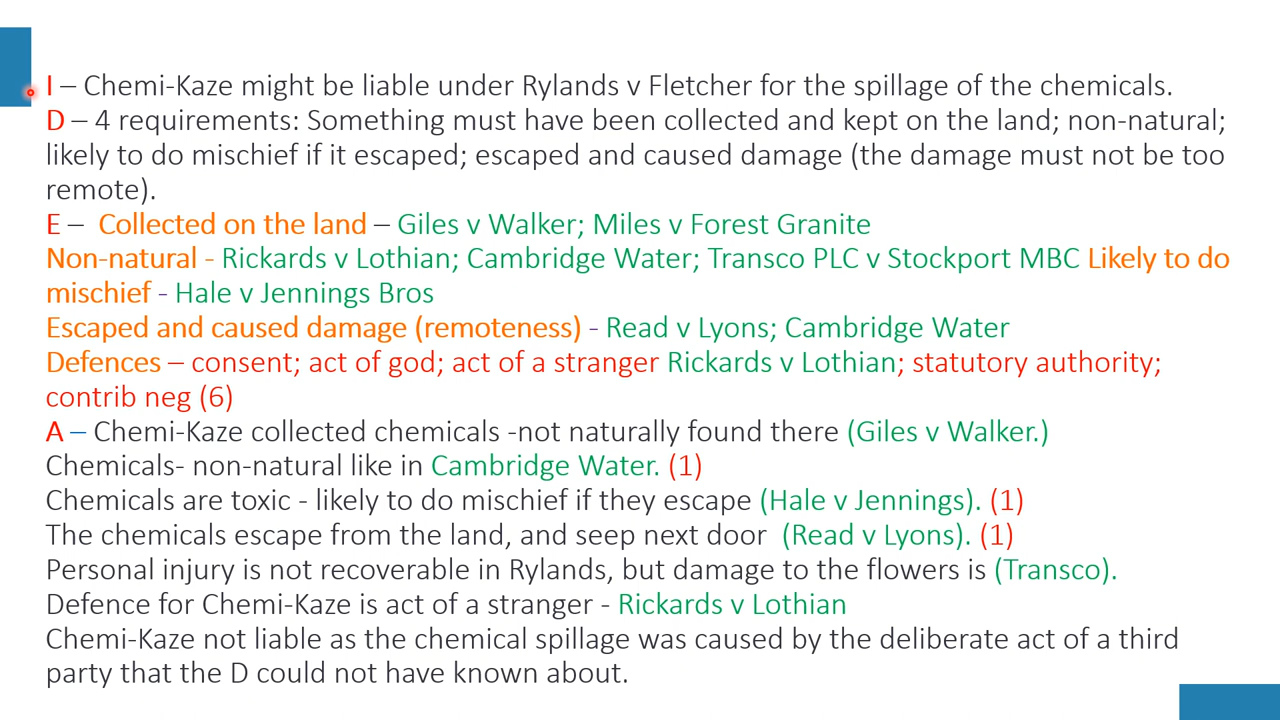 I – Chemi-Kaze might be liable under Rylands v Fletcher for the spillage of the chemicals.
D – 4 requirements: Something must have been collected and kept on the land; non-natural;
likely to do mischief if it escaped; escaped and caused damage (the damage must not be too
remote).
E – Collected on the land – Giles v Walker; Miles v Forest Granite
Non-natural - Rickards v Lothian; Cambridge Water; Transco PLC v Stockport MBC Likely to do
mischief - Hale v Jennings Bros
Escaped and caused damage (remoteness) - Read v Lyons; Cambridge Water
Defences – consent; act of god; act of a stranger Rickards v Lothian; statutory authority;
contrib neg (6)
A – Chemi-Kaze collected chemicals -not naturally found there (Giles v Walker.)
Chemicals- non-natural like in Cambridge Water. (1)
Chemicals are toxic - likely to do mischief if they escape (Hale v Jennings). (1)
The chemicals escape from the land, and seep next door (Read v Lyons). (1)
Personal injury is not recoverable in Rylands, but damage to the flowers is (Transco).
Defence for Chemi-Kaze is act of a stranger - Rickards v Lothian
Chemi-Kaze not liable as the chemical spillage was caused by the deliberate act of a third
party that the D could not have known about.